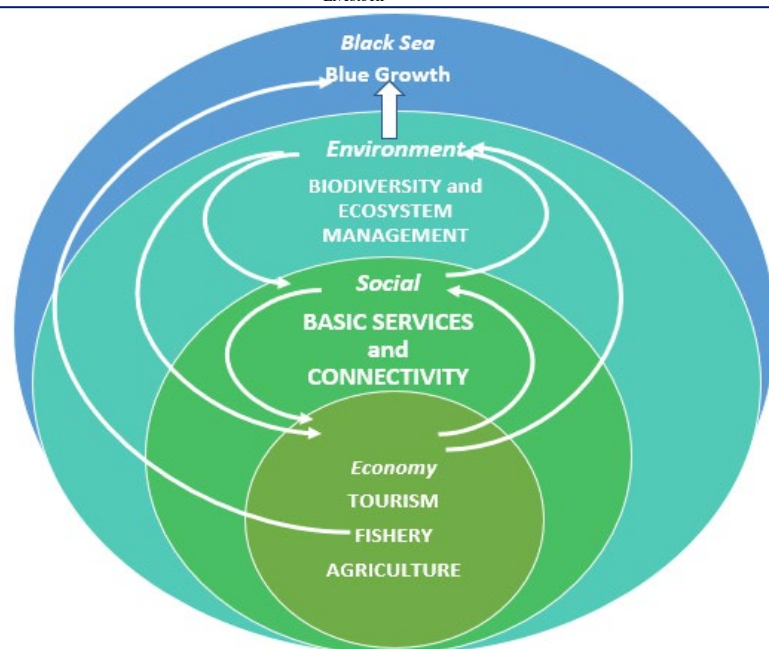 Black Sea
Blue Growth
Environment
BIODIVERSITY and
ECOSYSTEM
MANAGEMENT
Social
BASIC SERVICES
and
CONNECTIVITY
Economy
TOURISM
FISHERY
AGRICULTURE